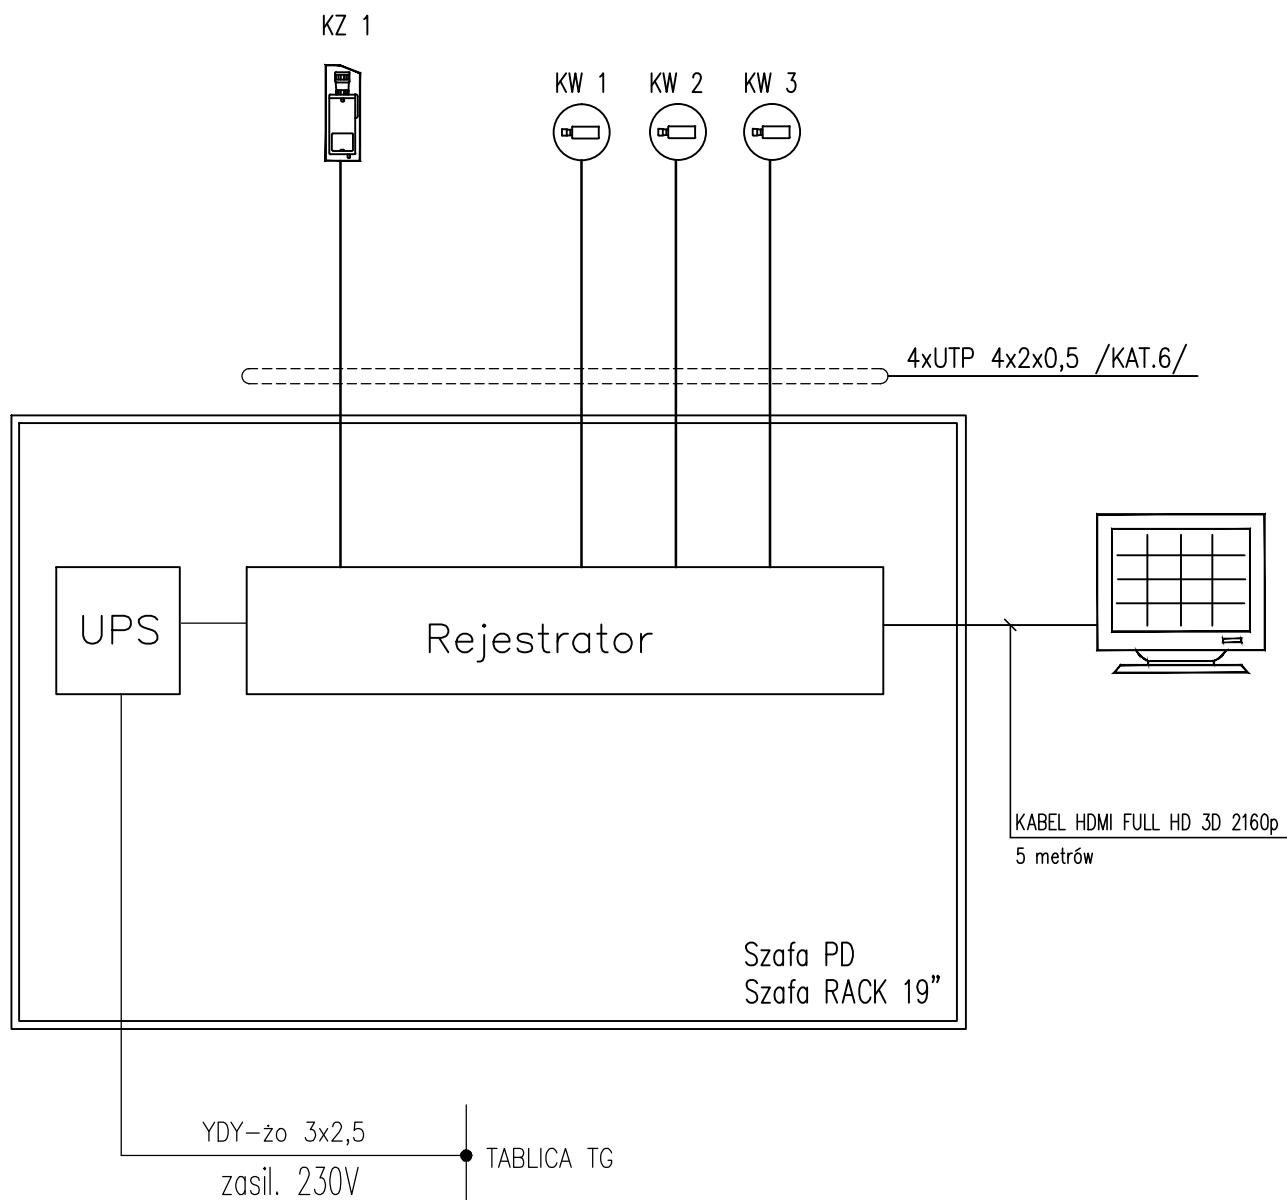 KZ 1
KW 1
KW 2
KW 3
4xUTP 4x2x0,5 /KAT.6/
UPS
Rejestrator
KABEL HDMI FULL HD 3D 2160p
5 metrów
Szafa PD
Szafa RACK 19"
YDY-żo 3x2,5
zasil. 230V
TABLICA TG